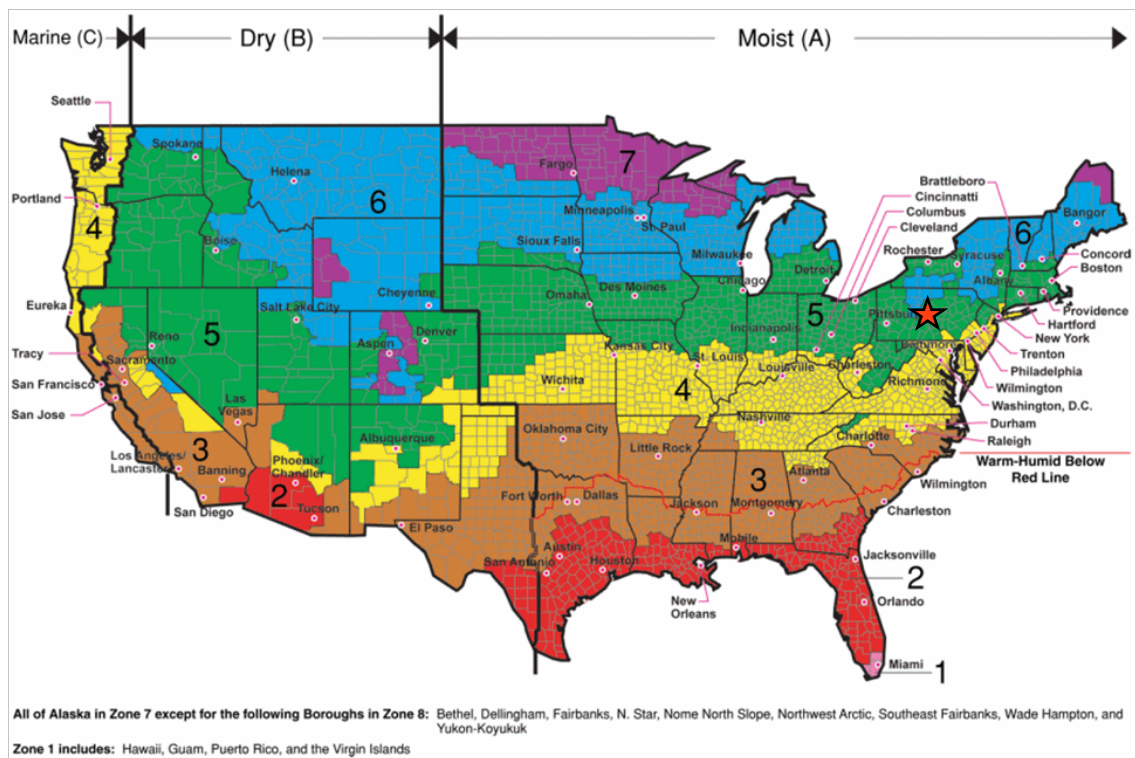 Marine (C)
Dry (B)
Moist (A)
Seattle
Spokane
Helena
Fargo
7
Brattleboro
Cincinnatti
Columbus
Cleveland
Portland
4
6
Minneapolis
St. Paul
Rochester
Syracuse
6
Bangor
Boise
Sioux Falls
Milwaukee
Detroit
Albany
Concord
Boston
Eureka
Salt Lake City
Cheyenne
Omaha
Des Moines
Chicago
Reno
5
Aspen
Denver
Indianapolis
5
Pittsburgh
Providence
Hartford
New York
Tracy
Sacramento
Kansas City
St. Louis
Charleston
Baltimore
Trenton
Philadelphia
San Francisco
Wichita
4
Louisville
Richmond
Wilmington
San Jose
Las
Vegas
Washington, D.C.
Albuquerque
Oklahoma City
Nashville
Durham
3
Little Rock
Charlotte
Raleigh
Los Angeles/
Lancaster
Banning
Phoenix/
Chandler
Atlanta
Warm-Humid Below
Red Line
2
3
Wilmington
San Diego
Tucson
El Paso
Fort Worth
Dallas
Jackson
Montgomery
Charleston
Austin
Mobile
San Antonio
Houston
Jacksonville
2
New
Orleans
Orlando
Miami
1
All of Alaska in Zone 7 except for the following Boroughs in Zone 8: Bethel, Dellingham, Fairbanks, N. Star, Nome North Slope, Northwest Arctic, Southeast Fairbanks, Wade Hampton, and
Yukon-Koyukuk
Zone 1 includes: Hawaii, Guam, Puerto Rico, and the Virgin Islands